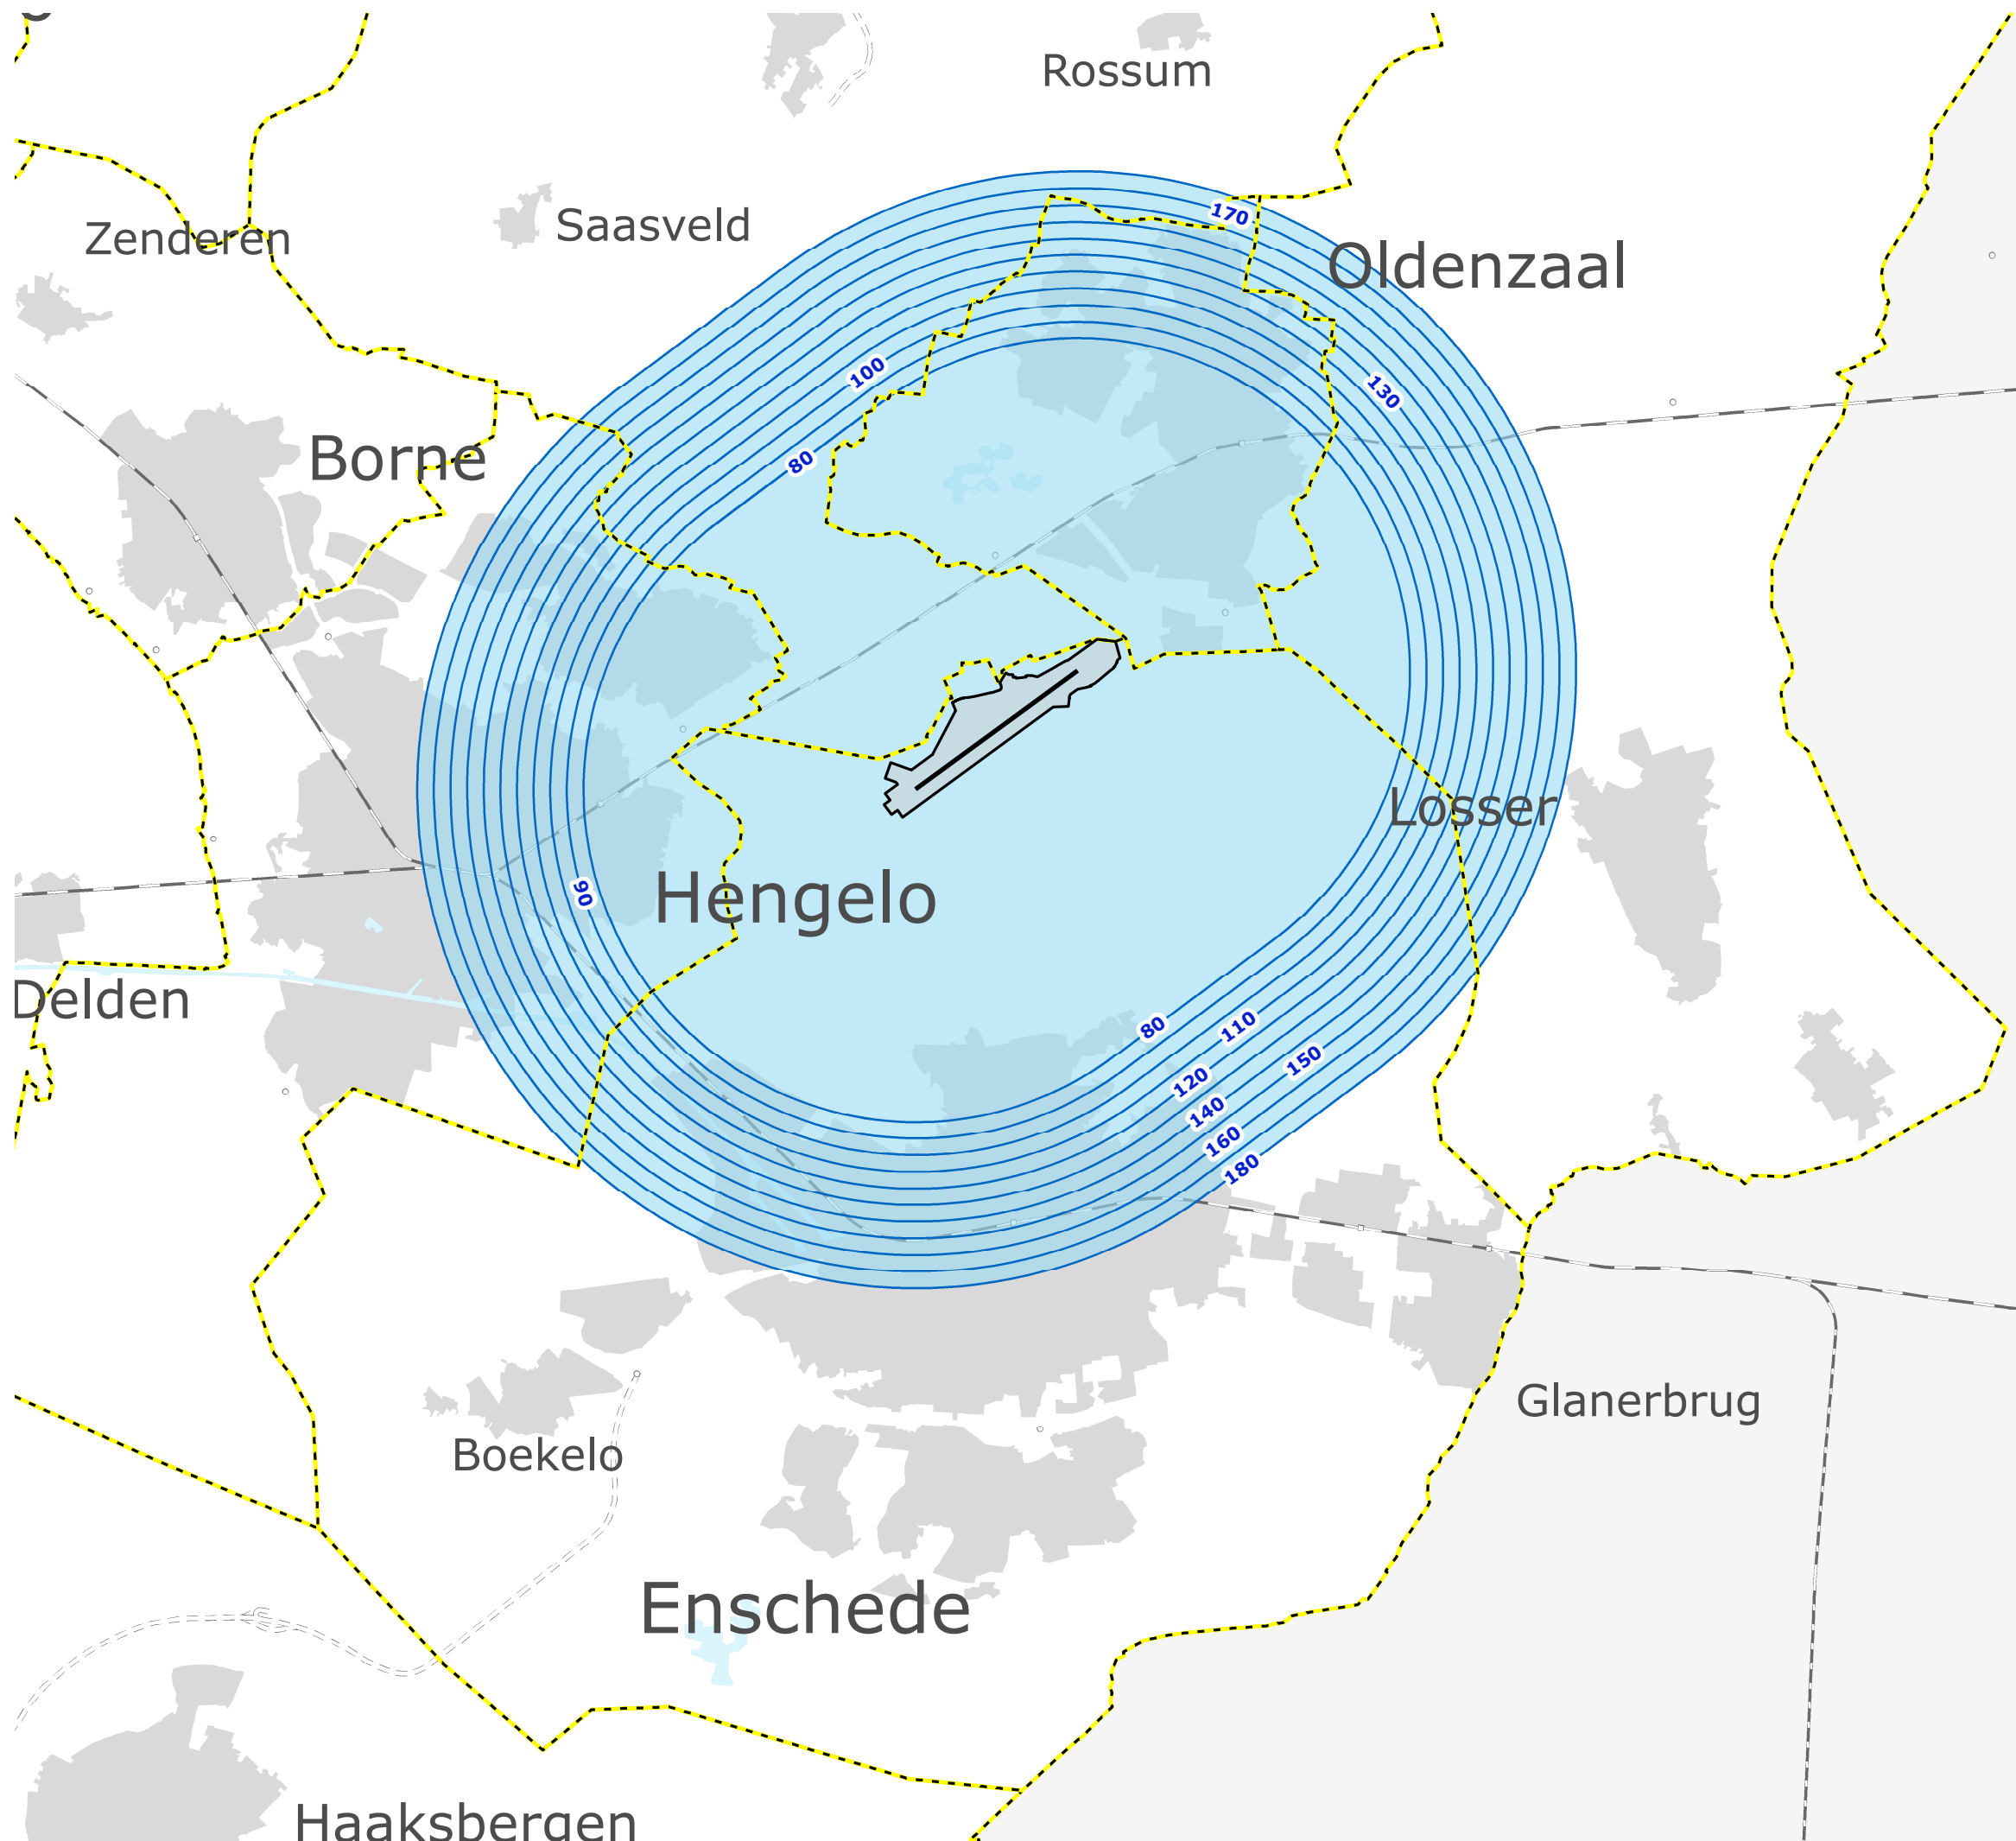 Rossum
170
Saasveld
Zenderen
Oldenzaal
100
130
Borne
80
Losser
90
Hengelo
Delden
80
110
150
120
140
160
180
Glanerbrug
Boekelo
Enschede
Haaksbergen